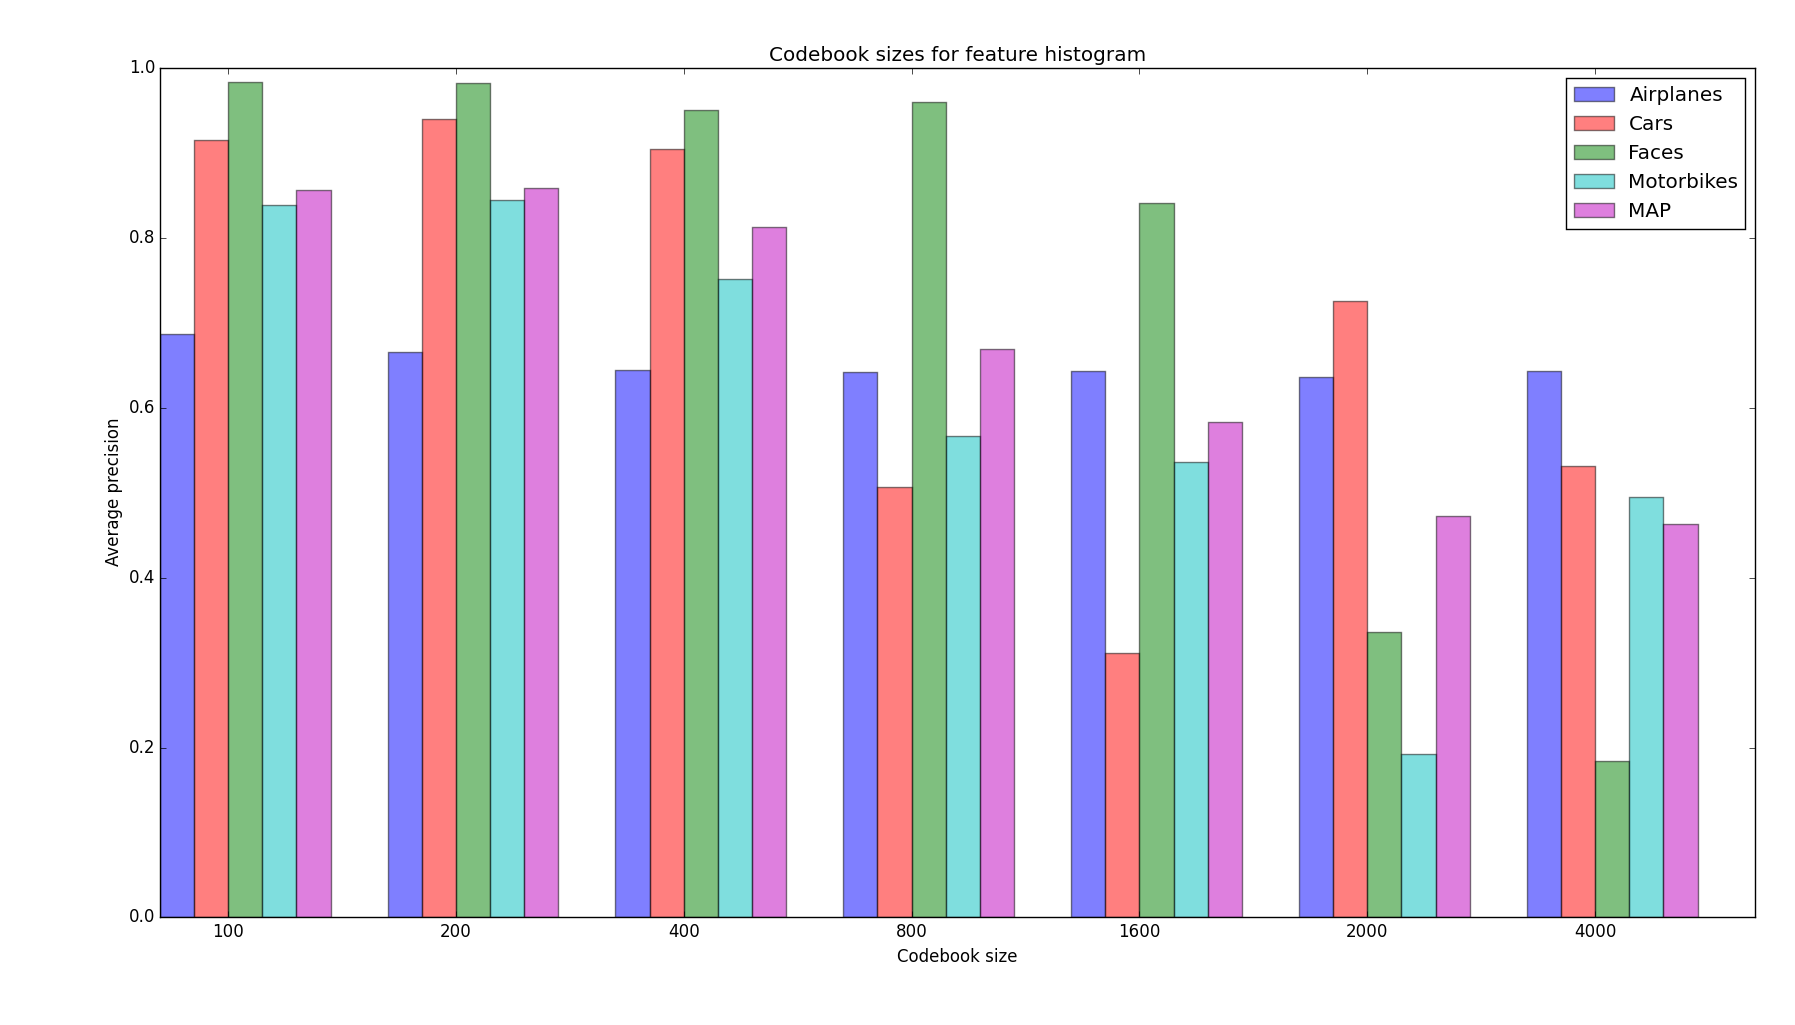 Codebook sizes for feature histogram
1.0
0.8
0.6
0.4
0.2
0.0
Average precision
Airplanes
Cars
Faces
Motorbikes
MAP
100 200 400 800 1600 2000 4000
Codebook size